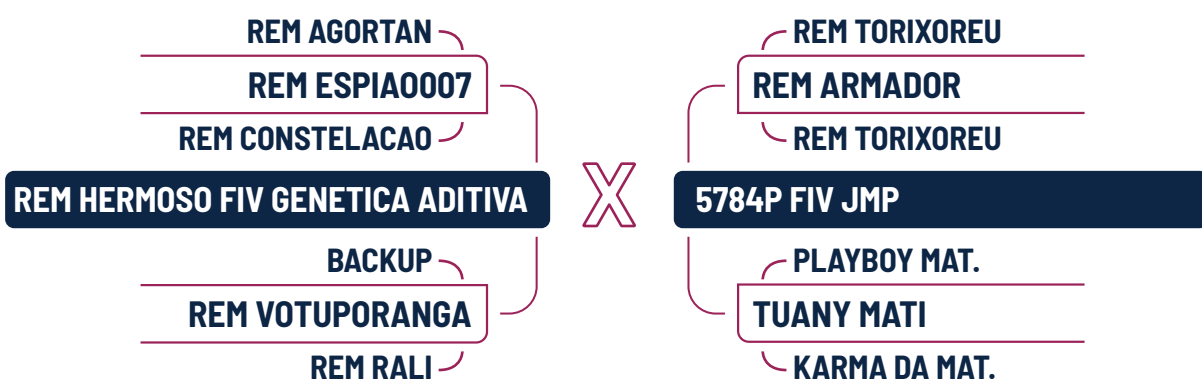 REM AGORTAN
REM ESPIAO007
REM CONSTELACAO
REM HERMOSO FIV GENETICA ADITIVA
BACKUP
REM VOTUPORANGA
REM RALI
X
REM TORIXOREU
REM ARMADOR
REM TORIXOREU
5784P FIV JMP
PLAYBOY MAT.
TUANY MATI
KARMA DA MAT.